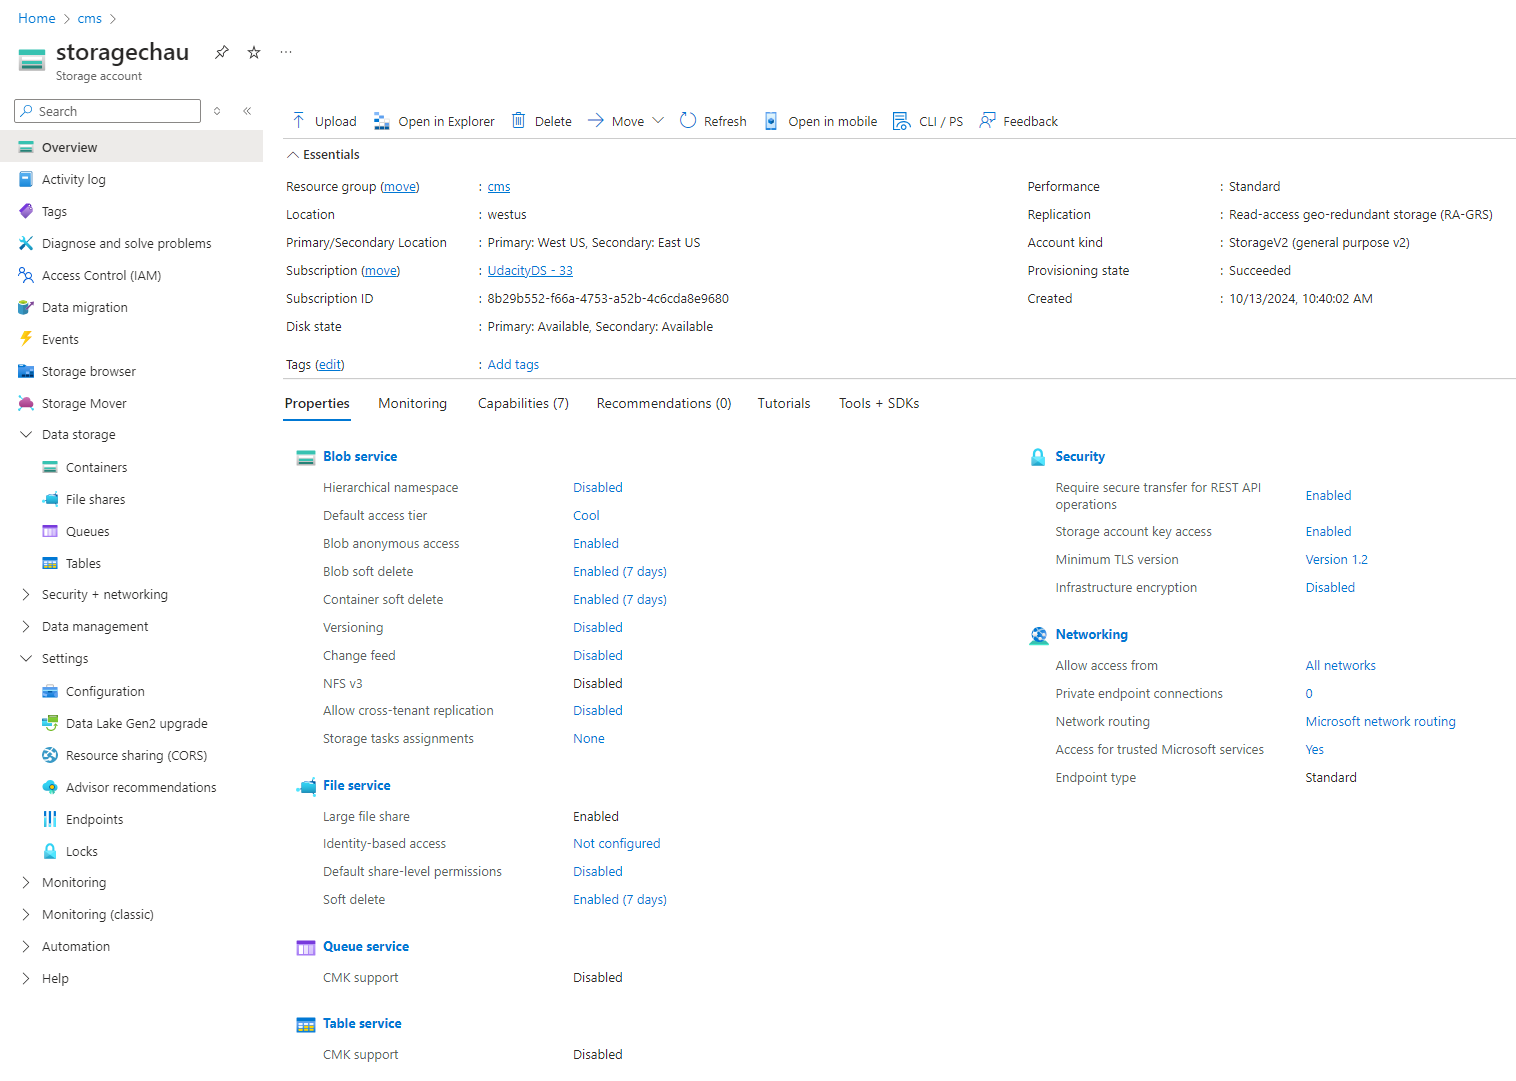 Home > cms >
storagechau
Storage account
Search
Overview
Activity log
Tags
Diagnose and solve problems
Access Control (IAM)
Data migration
Events
Storage browser
Storage Mover
Data storage
Containers
File shares
Queues
Tables
Security + networking
Data management
Settings
Configuration
Data Lake Gen2 upgrade
Resource sharing (CORS)
Advisor recommendations
Endpoints
Locks
Monitoring
Monitoring (classic)
Automation
Help
Upload Open in Explorer Delete Move Refresh Open in mobile CLI / PS Feedback
Essentials
Resource group (move) : cms
Location : westus
Primary/Secondary Location : Primary: West US, Secondary: East US
Subscription (move) : UdacityDS - 33
Subscription ID : 8b29b552-f66a-4753-a52b-4c6cda8e9680
Disk state : Primary: Available, Secondary: Available
Tags (edit) : Add tags
Performance : Standard
Replication : Read-access geo-redundant storage (RA-GRS)
Account kind : StorageV2 (general purpose v2)
Provisioning state : Succeeded
Created : 10/13/2024, 10:40:02 AM
Properties Monitoring Capabilities (7) Recommendations (0) Tutorials Tools + SDKs
Blob service
Hierarchical namespace Disabled
Default access tier Cool
Blob anonymous access Enabled
Blob soft delete Enabled (7 days)
Container soft delete Enabled (7 days)
Versioning Disabled
Change feed Disabled
NFS v3 Disabled
Allow cross-tenant replication Disabled
Storage tasks assignments None
File service
Large file share Enabled
Identity-based access Not configured
Default share-level permissions Disabled
Soft delete Enabled (7 days)
Queue service
CMK support Disabled
Table service
CMK support Disabled
Security
Require secure transfer for REST API
operations Enabled
Storage account key access Enabled
Minimum TLS version Version 1.2
Infrastructure encryption Disabled
Networking
Allow access from All networks
Private endpoint connections 0
Network routing Microsoft network routing
Access for trusted Microsoft services Yes
Endpoint type Standard